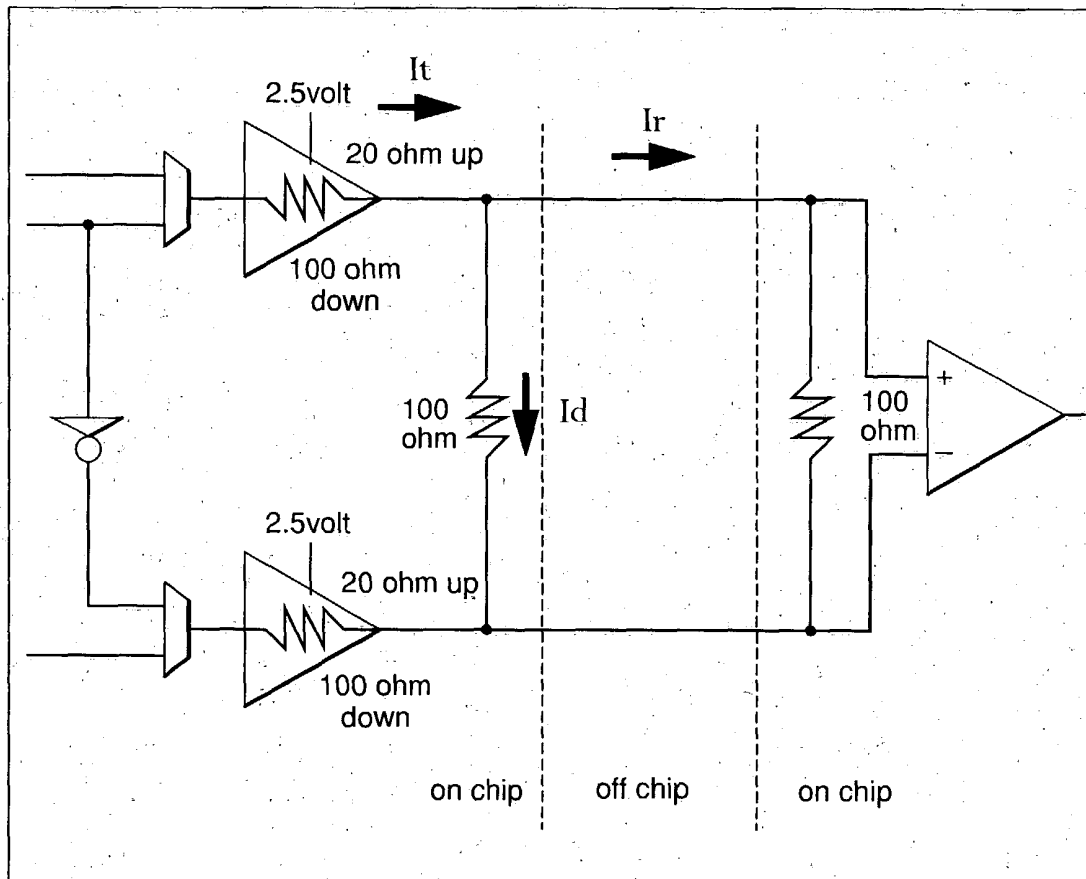 It
2.5volt
Ir
20 ohm up
100 ohm
down
100
ohm
Id
+
100
ohm
−
2.5volt
20 ohm up
100 ohm
down
on chip
off chip
on chip